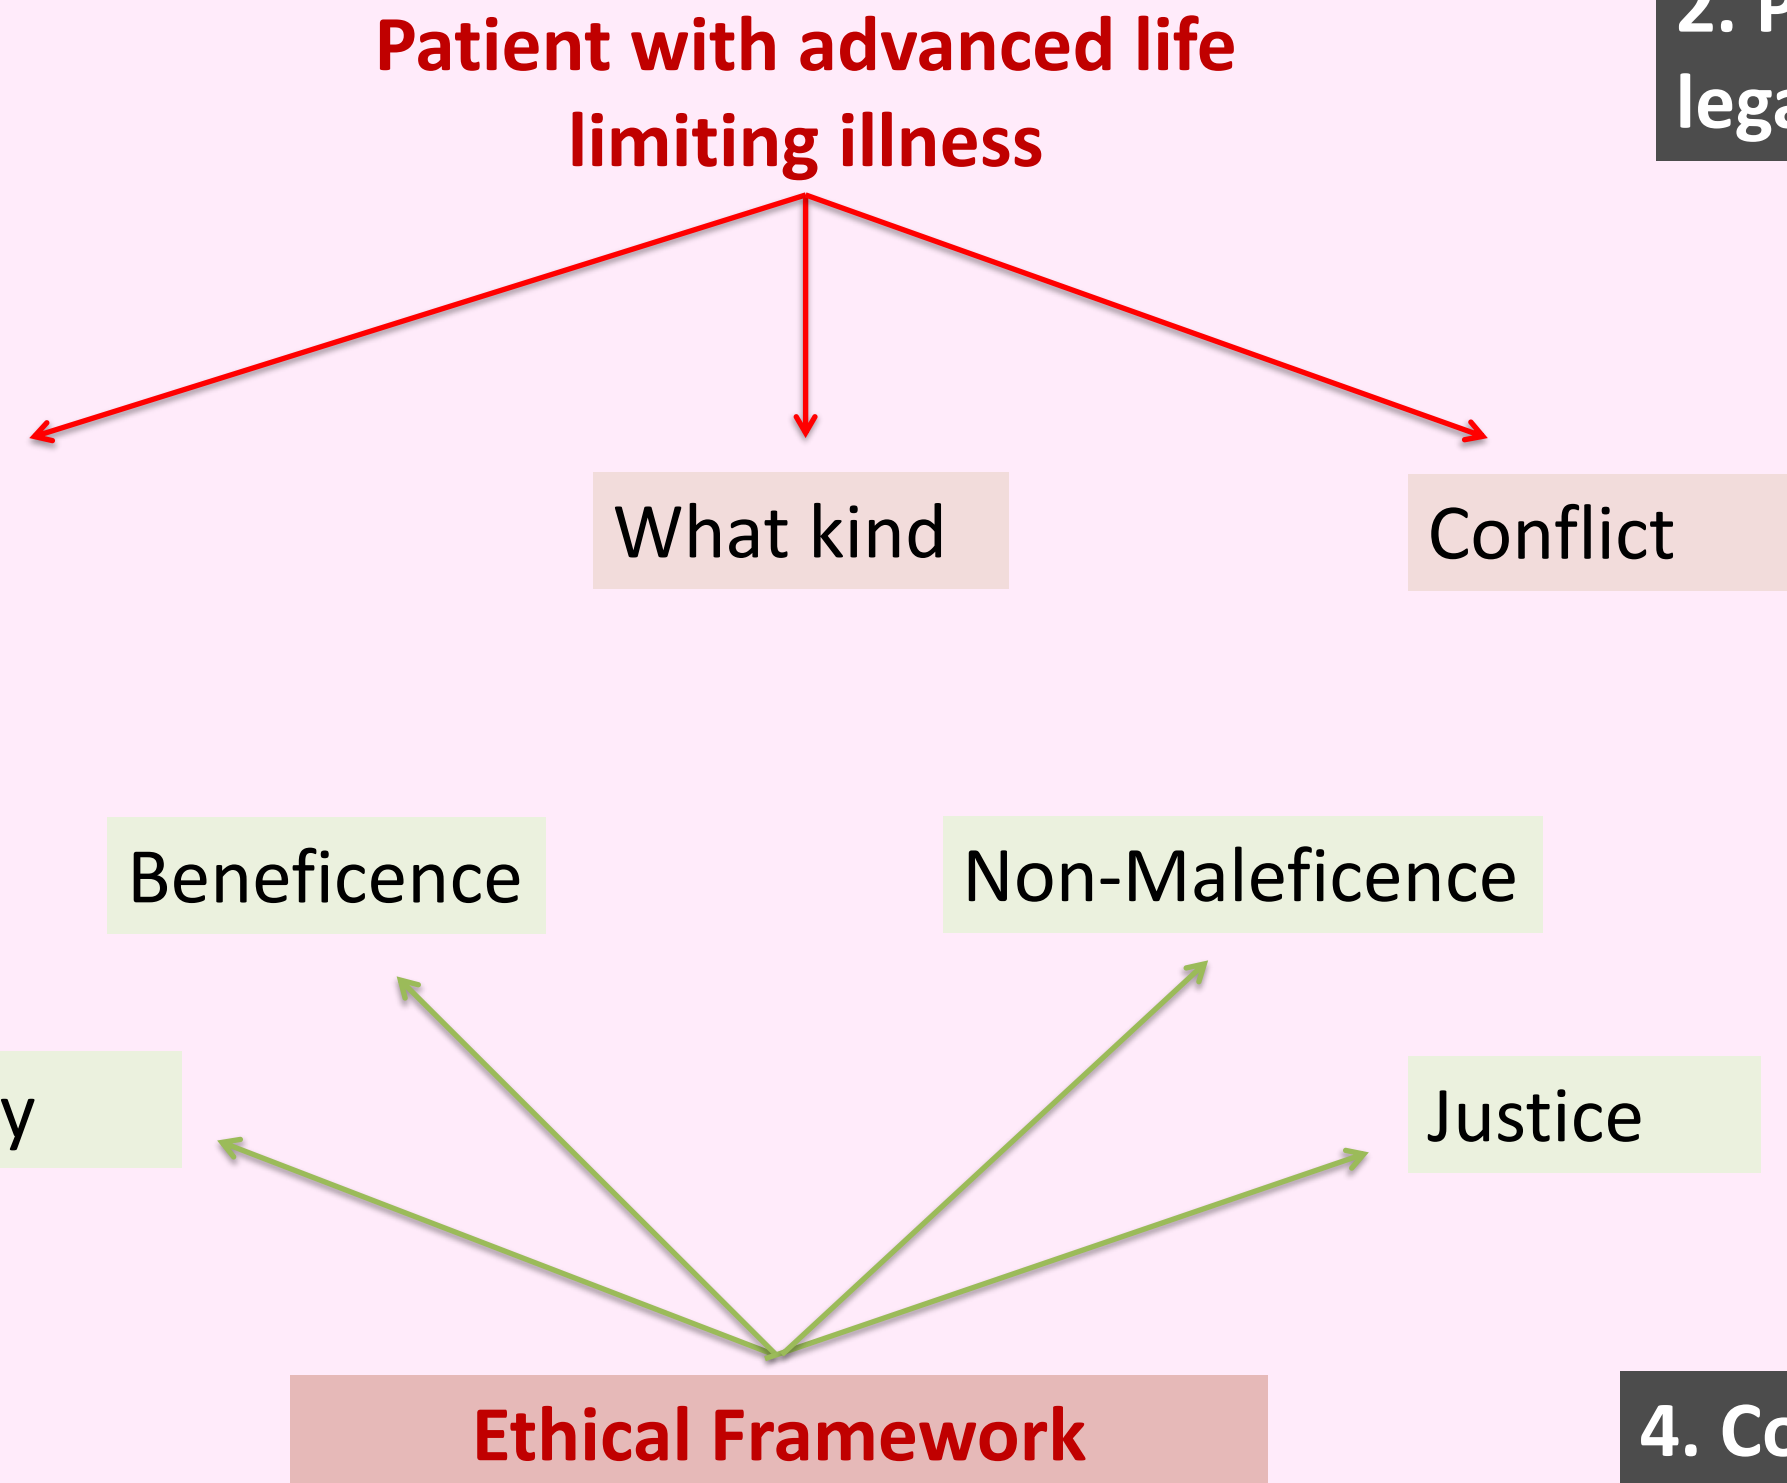 Patient with advanced life
limiting illness
2.
What kind
Conflict
Beneficence
Non-Maleficence
Justice
Ethical Framework
4.